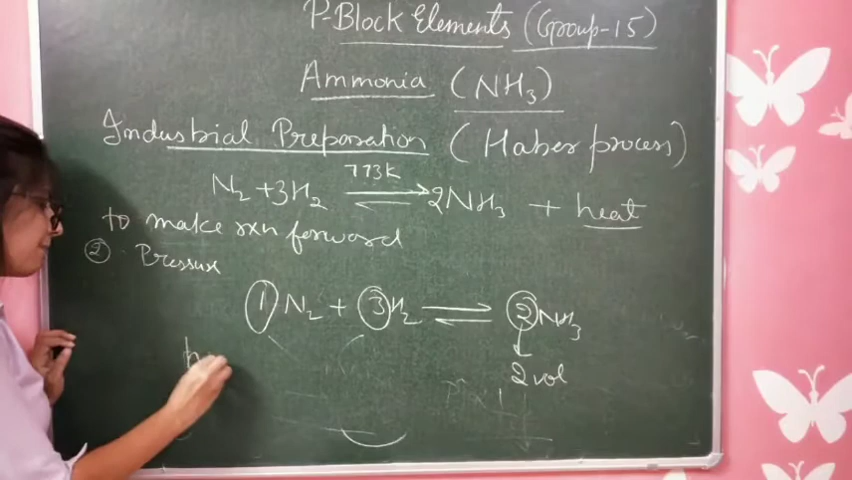 P-Block Elements (Group-15)
Ammonia (NH₃)
Industrial Preparation (Haber process)
773K
N₂ + 3H₂ ⇌ 2NH₃ + heat
to make rxn forward
② Pressure
① N₂ + ③ H₂ ⇌ ② NH₃
2 vol
h